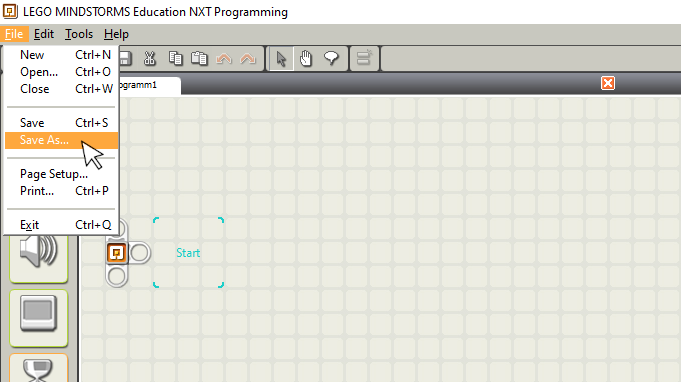 LEGO MINDSTORMS Education NXT Programming
File Edit Tools Help
New Ctrl+N
Open... Ctrl+O
Close Ctrl+W
ogramm1
Save Ctrl+S
Save As...
Page Setup...
Print... Ctrl+P
Exit Ctrl+Q
Start